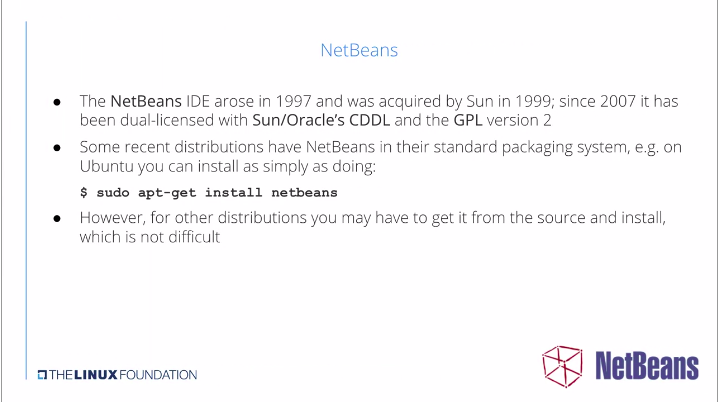 NetBeans
● The NetBeans IDE arose in 1997 and was acquired by Sun in 1999; since 2007 it has
been dual-licensed with Sun/Oracle's CDDL and the GPL version 2
● Some recent distributions have NetBeans in their standard packaging system, e.g. on
Ubuntu you can install as simply as doing:
$ sudo apt-get install netbeans
● However, for other distributions you may have to get it from the source and install,
which is not difficult
THE LINUX FOUNDATION
NetBeans